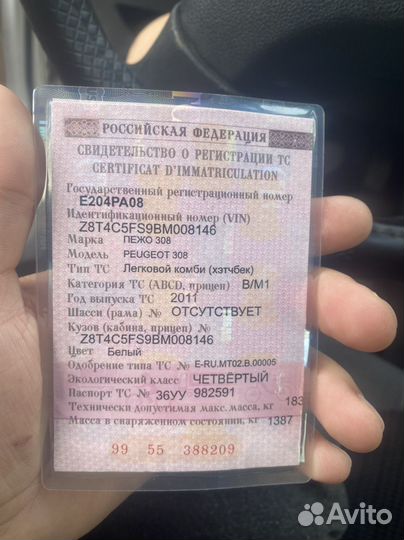 РОССИЙСКАЯ ФЕДЕРАЦИЯ
СВИДЕТЕЛЬСТВО О РЕГИСТРАЦИИ ТС
CERTIFICAT D'IMMATRICULATION
Государственный регистрационный номер
Е204РА08
Идентификационный номер (VIN)
Z8T4C5FS9BM008146
Марка ПЕЖО 308
Модель PEUGEOT 308
Тип ТС Легковой комби (хэтчбек)
Категория ТС (ABCD, прицеп) B/M1
Год выпуска ТС 2011
Шасси (рама) № ОТСУТСТВУЕТ
Кузов (кабина, прицеп) №
Z8T4C5FS9BM008146
Цвет Белый
Одобрение типа ТС № E-RU.MT02.B.00005
Экологический класс ЧЕТВЁРТЫЙ
Паспорт ТС № 36УУ 982591
Технически допустимая макс. масса, кг
Масса в снаряженном состоянии, кг 1387
99 55 388209
Avito